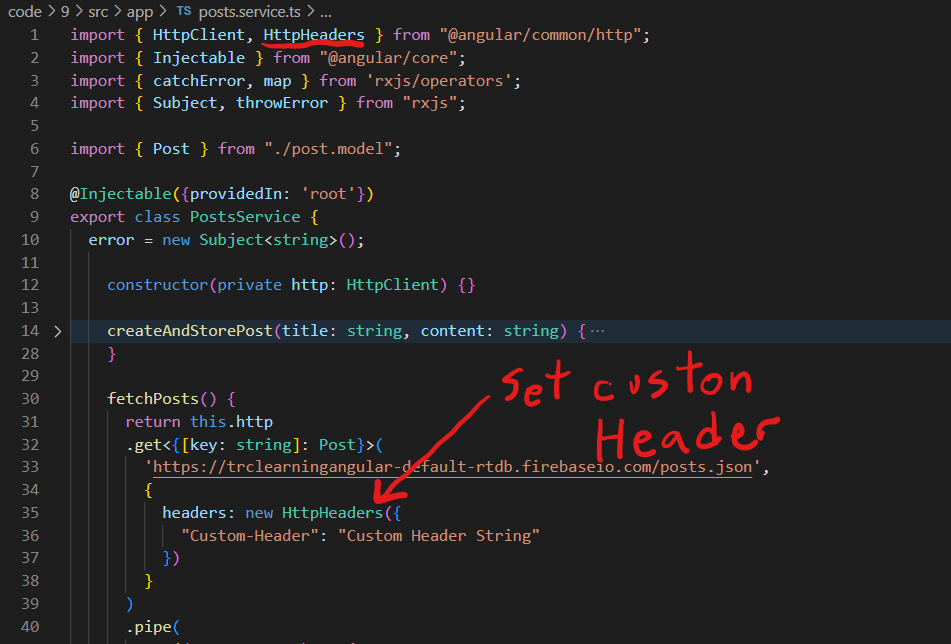 code > 9 > src > app > TS posts.service.ts > ...
1 import { HttpClient, HttpHeaders } from "@angular/common/http";
2 import { Injectable } from "@angular/core";
3 import { catchError, map } from 'rxjs/operators';
4 import { Subject, throwError } from "rxjs";
5
6 import { Post } from "./post.model";
7
8 @Injectable({providedIn: 'root'})
9 export class PostsService {
10 error = new Subject<string>();
11
12 constructor(private http: HttpClient) {}
13
14 > createAndStorePost(title: string, content: string) { ...
28 }
29
Set custon
Header
30 fetchPosts() {
31 return this.http
32 .get<{[key: string]: Post}>(
33 'https://trclearningangular-default-rtdb.firebaseio.com/posts.json',
34 {
35 headers: new HttpHeaders({
36 "Custom-Header": "Custom Header String"
37 })
38 }
39 )
40 .pipe(